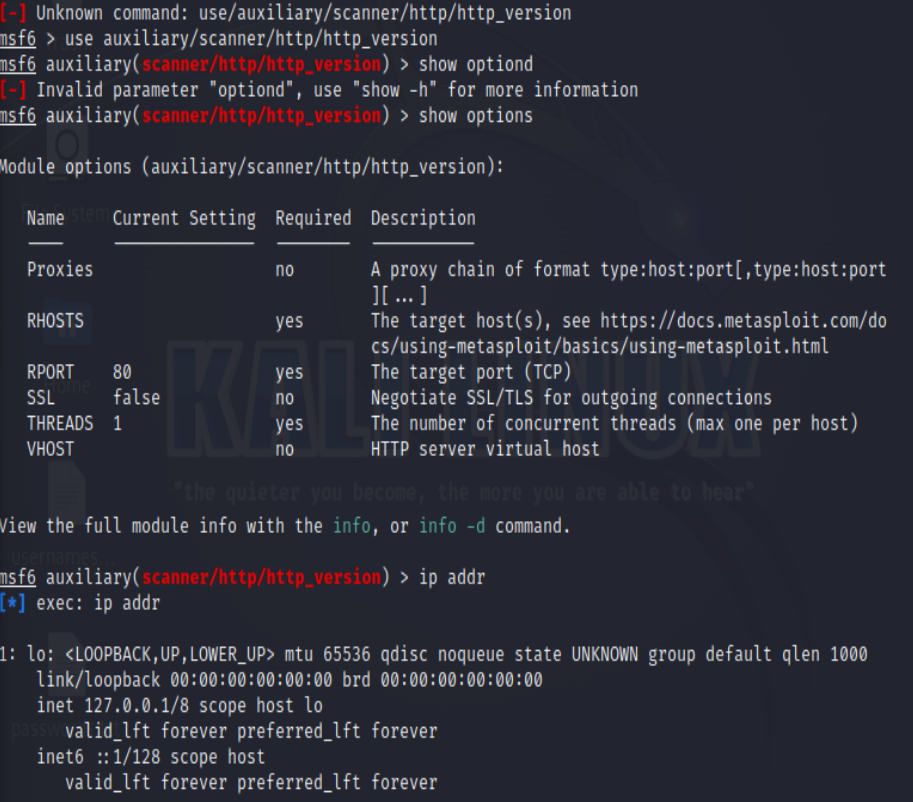 [-] Unknown command: use/auxiliary/scanner/http/http_version
msf6 > use auxiliary/scanner/http/http_version
msf6 auxiliary(scanner/http/http_version) > show optiond
[-] Invalid parameter "optiond", use "show -h" for more information
msf6 auxiliary(scanner/http/http_version) > show options
Module options (auxiliary/scanner/http/http_version):
File System
Name Current Setting Required Description
Proxies no A proxy chain of format type:host:port[,type:host:port
][ ... ]
RHOSTS yes The target host(s), see https://docs.metasploit.com/do
cs/using-metasploit/basics/using-metasploit.html
RPORT 80 yes The target port (TCP)
Home
SSL false no Negotiate SSL/TLS for outgoing connections
THREADS 1 yes The number of concurrent threads (max one per host)
VHOST no HTTP server virtual host
KALI LINUX
"the quieter you become, the more you are able to hear"
View the full module info with the info, or info -d command.
usernames...
msf6 auxiliary(scanner/http/http_version) > ip addr
[*] exec: ip addr
1: lo: <LOOPBACK,UP,LOWER_UP> mtu 65536 qdisc noqueue state UNKNOWN group default qlen 1000
link/loopback 00:00:00:00:00:00 brd 00:00:00:00:00:00
inet 127.0.0.1/8 scope host lo
valid_lft forever preferred_lft forever
inet6 ::1/128 scope host
valid_lft forever preferred_lft forever